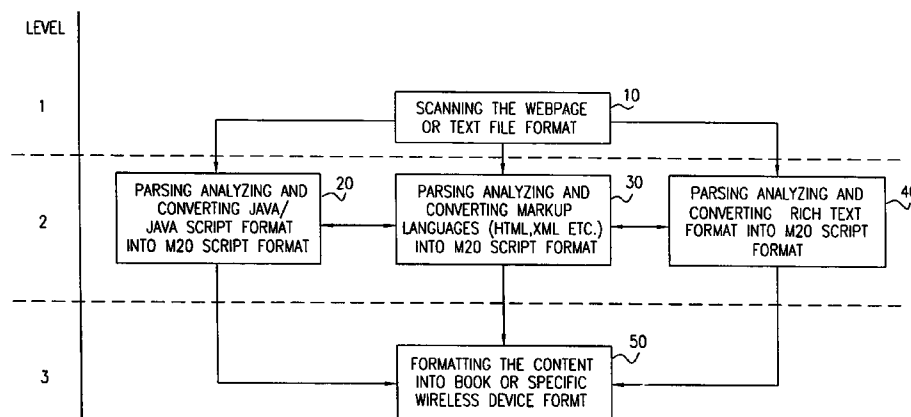 LEVEL
1
10
SCANNING THE WEBPAGE
OR TEXT FILE FORMAT
2
20
PARSING ANALYZING AND
CONVERTING JAVA/
JAVA SCRIPT FORMAT
INTO M20 SCRIPT FORMAT
30
PARSING ANALYZING AND
CONVERTING MARKUP
LANGUAGES (HTML,XML ETC.)
INTO M20 SCRIPT FORMAT
40
PARSING ANALYZING AND
CONVERTING RICH TEXT
FORMAT INTO M20 SCRIPT
FORMAT
3
50
FORMATTING THE CONTENT
INTO BOOK OR SPECIFIC
WIRELESS DEVICE FORMT